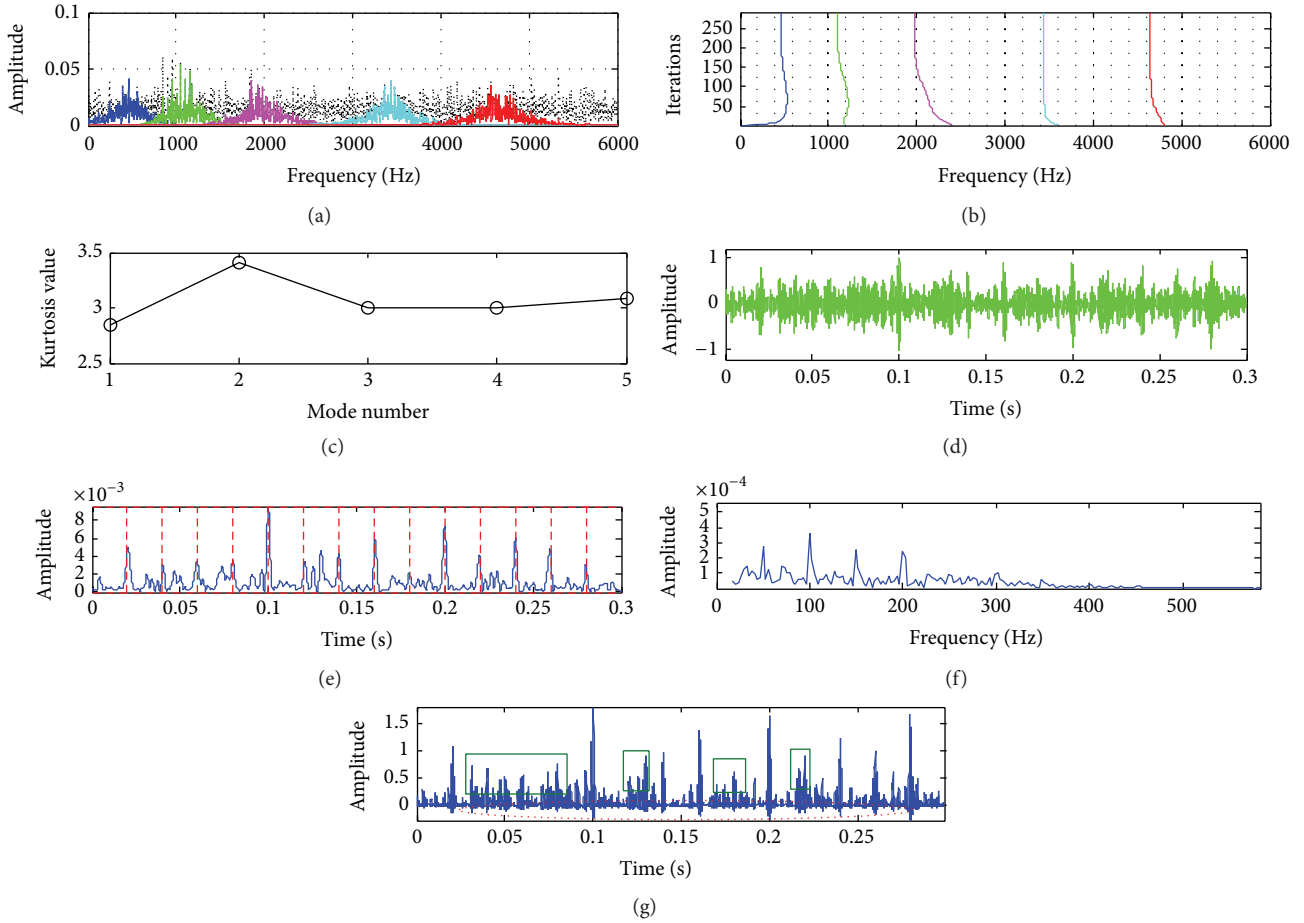 0.1
0.05
0
Amplitude
0 1000 2000 3000 4000 5000 6000
Frequency (Hz)
(a)
250
200
150
100
50
Iterations
0 1000 2000 3000 4000 5000 6000
Frequency (Hz)
(b)
3.5
3
2.5
Kurtosis value
1 2 3 4 5
Mode number
(c)
1
0
−1
Amplitude
0 0.05 0.1 0.15 0.2 0.25 0.3
Time (s)
(d)
×10−3
8
6
4
2
0
Amplitude
0 0.05 0.1 0.15 0.2 0.25 0.3
Time (s)
(e)
×10−4
5
4
3
2
1
Amplitude
100 200 300 400 500
Frequency (Hz)
(f)
1.5
1
0.5
0
Amplitude
0 0.05 0.1 0.15 0.2 0.25
Time (s)
(g)